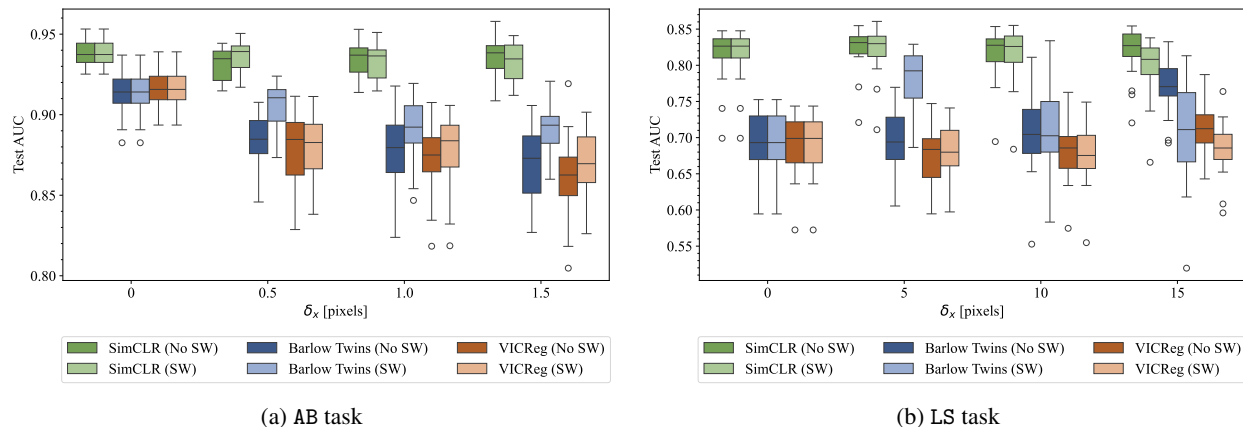 0.95
0.90
0.85
0.80
Test AUC
0
0.5
1.0
1.5
δx [pixels]
SimCLR (No SW)
Barlow Twins (No SW)
VICReg (No SW)
SimCLR (SW)
Barlow Twins (SW)
VICReg (SW)
(a) AB task
0.85
0.80
0.75
0.70
0.65
0.60
0.55
Test AUC
0
5
10
15
δx [pixels]
SimCLR (No SW)
Barlow Twins (No SW)
VICReg (No SW)
SimCLR (SW)
Barlow Twins (SW)
VICReg (SW)
(b) LS task